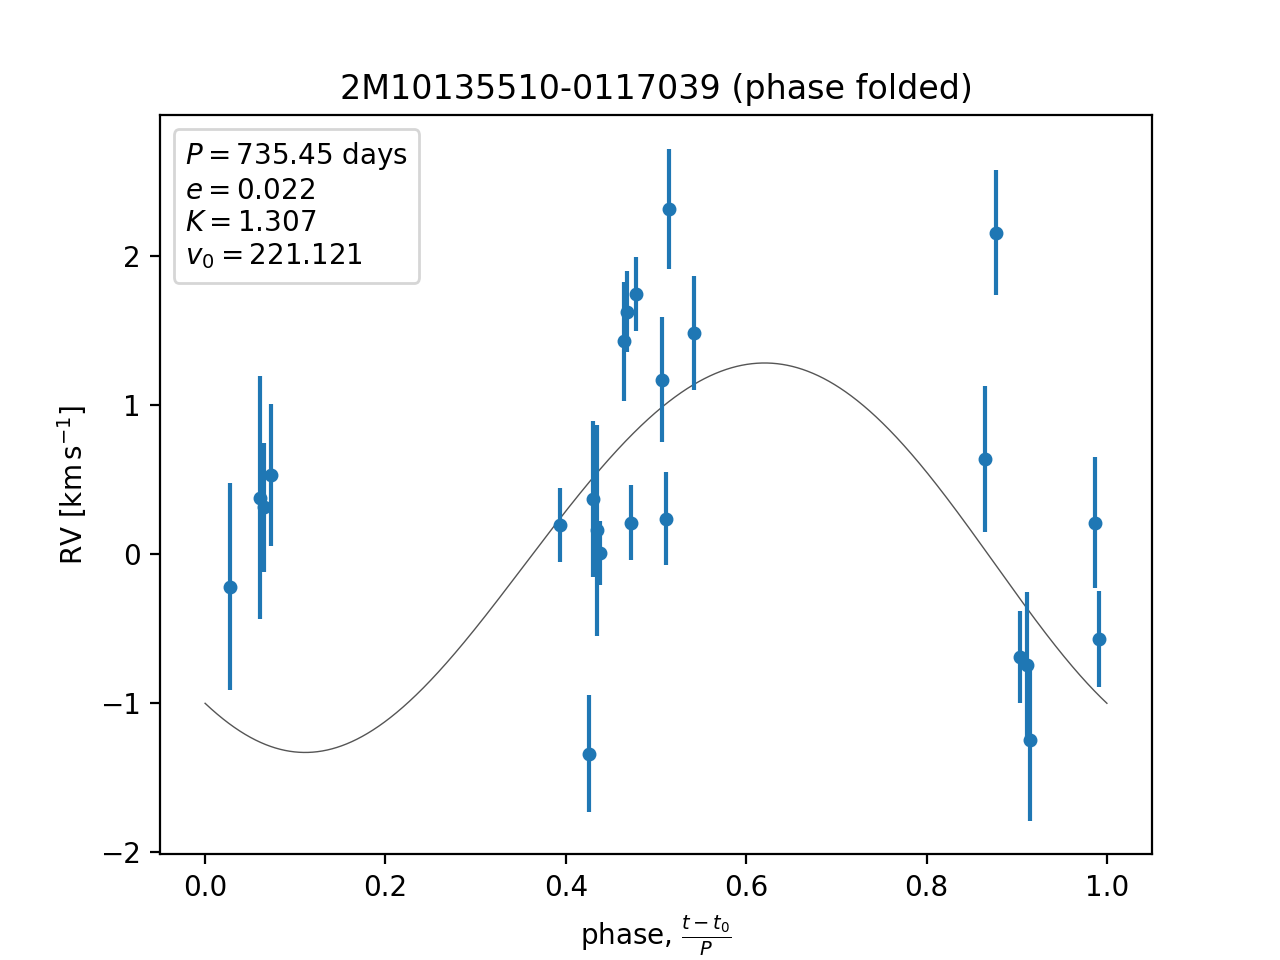 2M10135510-0117039 (phase folded)
P = 735.45 days
e = 0.022
K = 1.307
v₀ = 221.121
2
1
0
−1
−2
RV [km s⁻¹]
0.0 0.2 0.4 0.6 0.8 1.0
phase, (t − t₀)/P